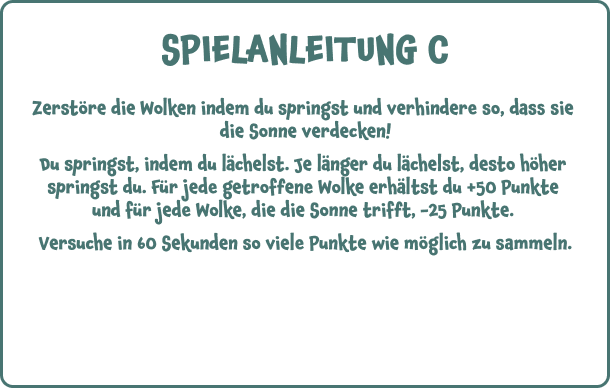 SPIELANLEITUNG C
Zerstöre die Wolken indem du springst und verhindere so, dass sie
die Sonne verdecken!
Du springst, indem du lächelst. Je länger du lächelst, desto höher
springst du. Für jede getroffene Wolke erhältst du +50 Punkte
und für jede Wolke, die die Sonne trifft, -25 Punkte.
Versuche in 60 Sekunden so viele Punkte wie möglich zu sammeln.